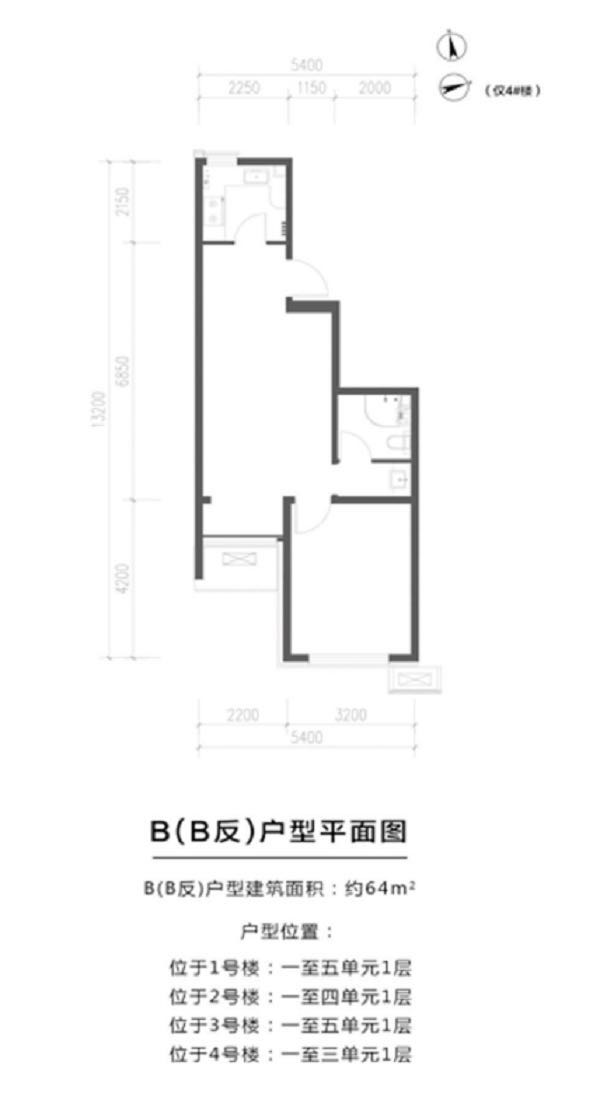 5400
2250 1150 2000
（仅4#楼）
2150
6850
13200
4200
2200 3200
5400
B(B反)户型平面图
B(B反)户型建筑面积：约64m²
户型位置：
位于1号楼：一至五单元1层
位于2号楼：一至四单元1层
位于3号楼：一至五单元1层
位于4号楼：一至三单元1层